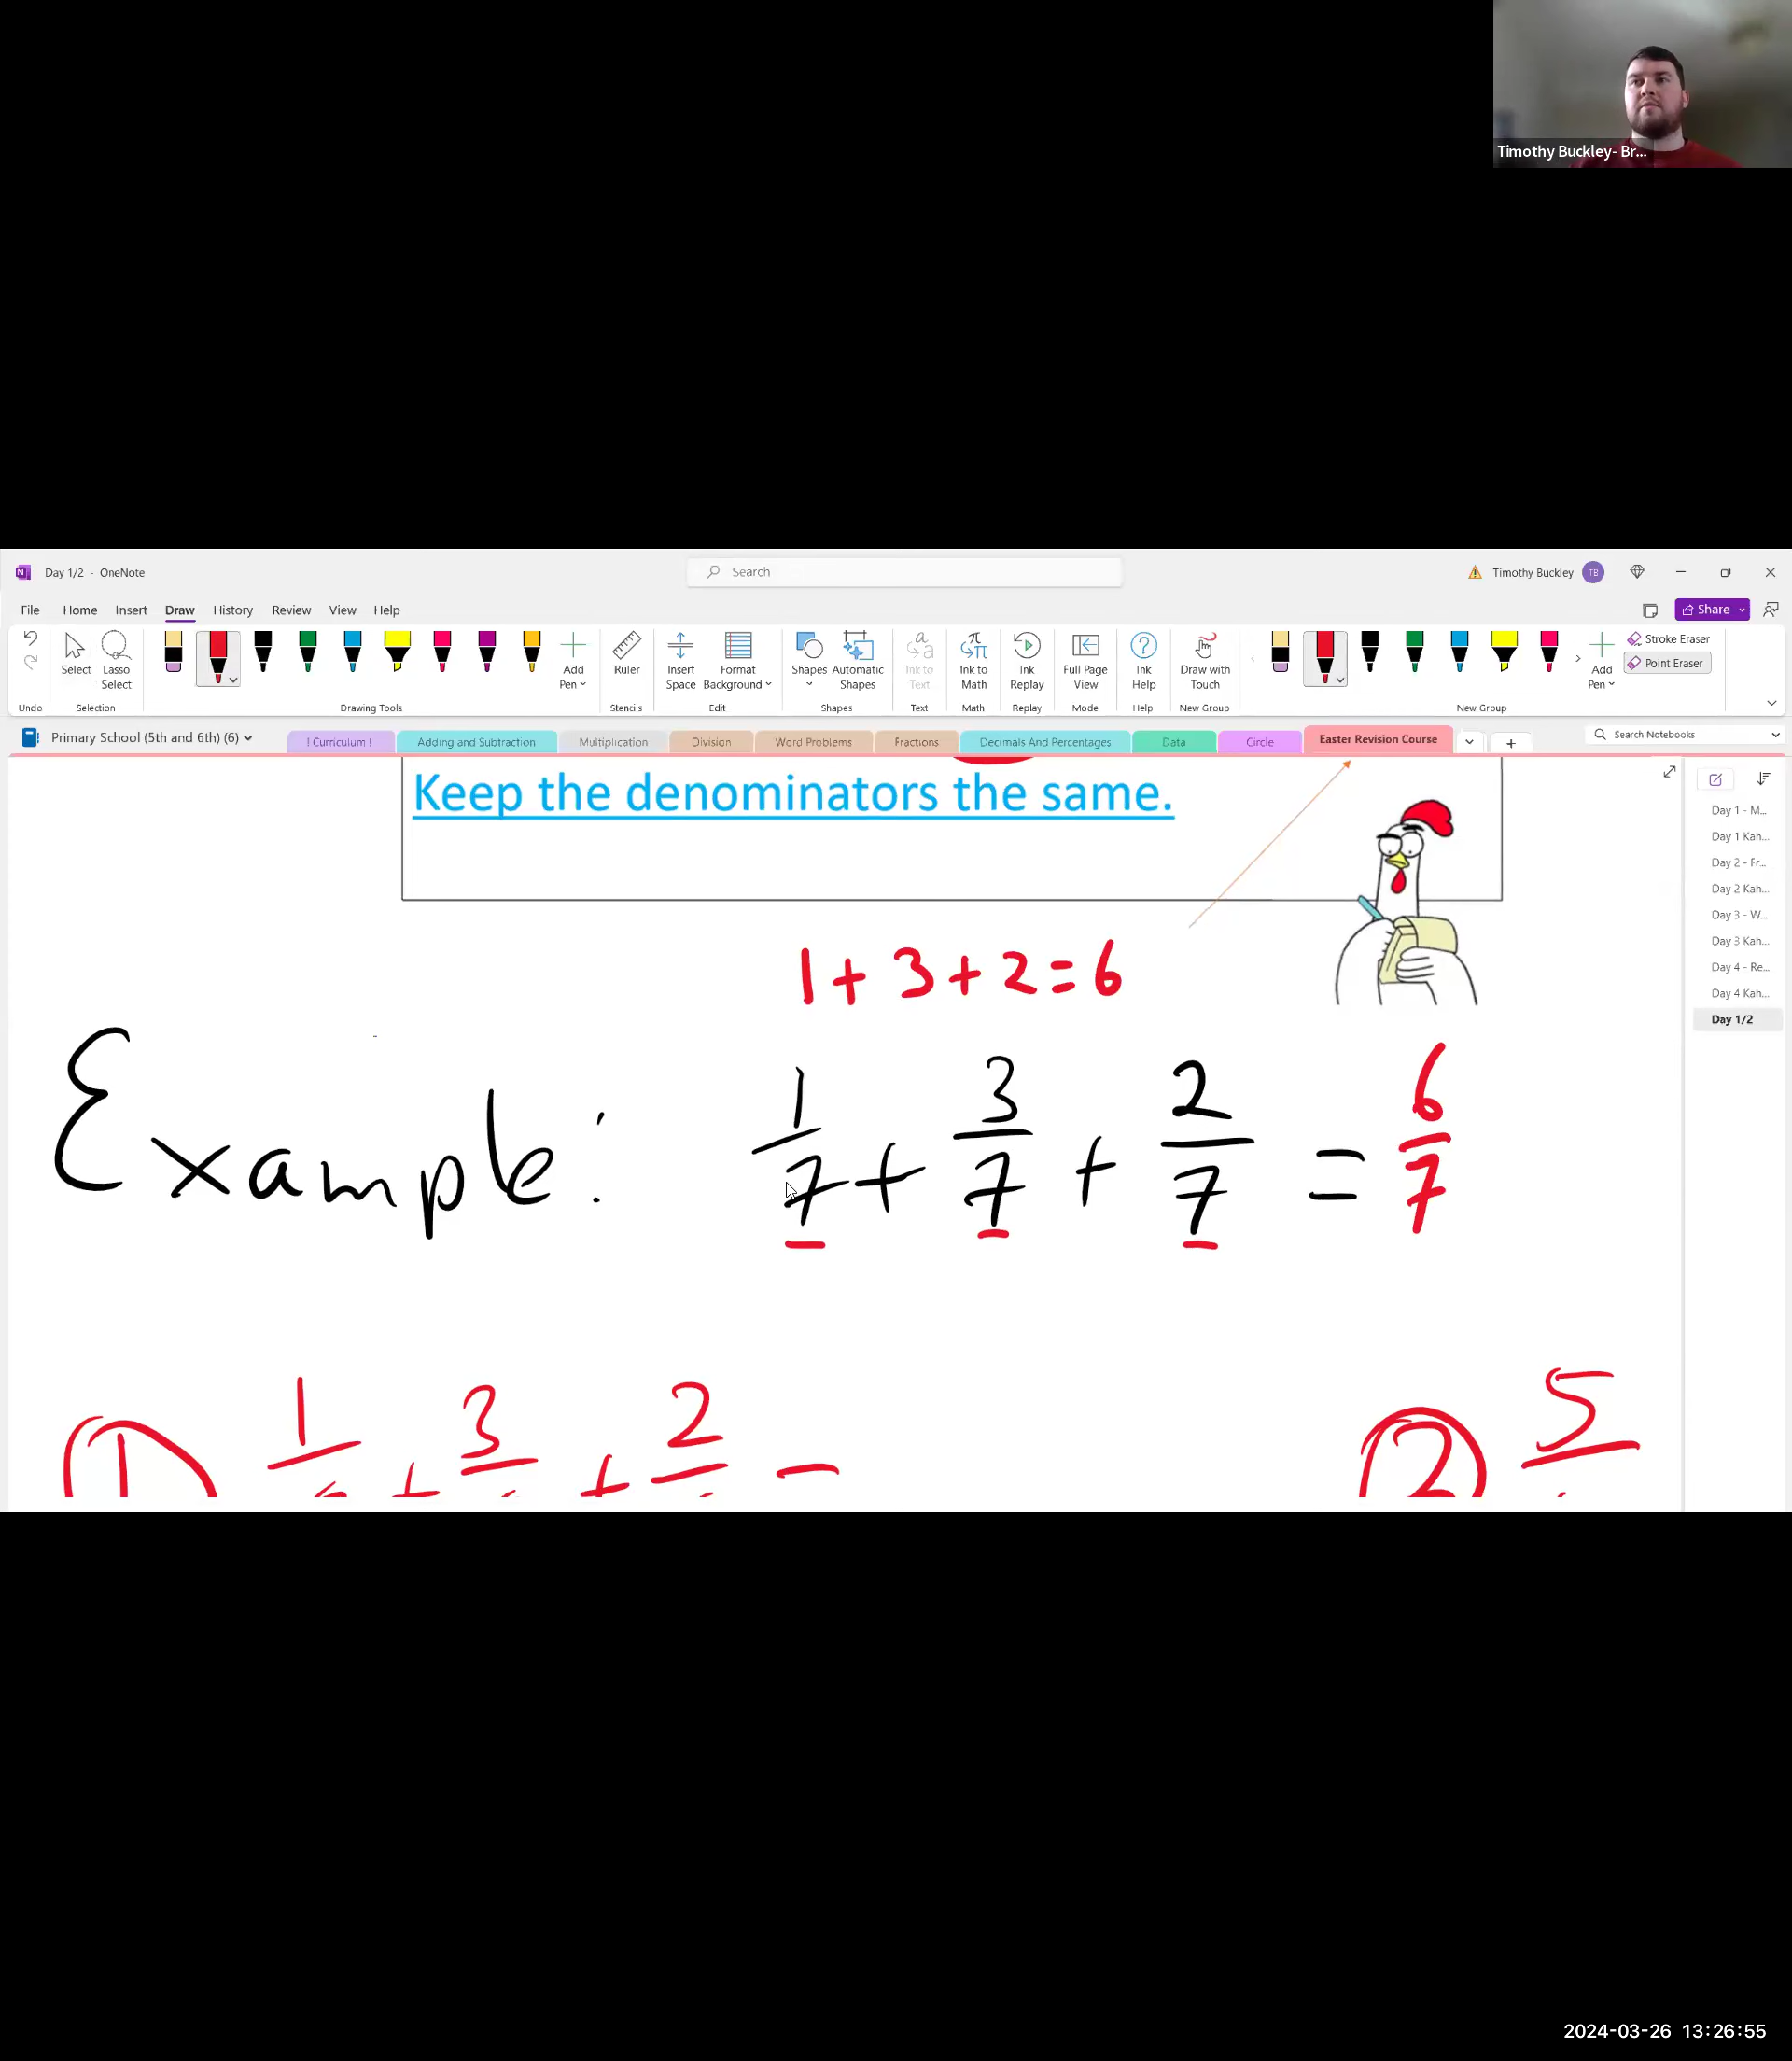 Timothy Buckley- Br...
Day 1/2 - OneNote
Search
Timothy Buckley
TB
File Home Insert Draw History Review View Help
Share
Select
Lasso Select
Add Pen
Ruler
Insert Space
Format Background
Shapes
Automatic Shapes
Ink to Text
Ink to Math
Ink Replay
Full Page View
Ink Help
Draw with Touch
Add Pen
Stroke Eraser
Point Eraser
Undo Selection Drawing Tools Stencils Edit Shapes Text Math Replay Mode Help New Group New Group
Primary School (5th and 6th) (6)
! Curriculum ! Adding and Subtraction Multiplication Division Word Problems Fractions Decimals And Percentages Data Circle Easter Revision Course
Search Notebooks
Keep the denominators the same.
Day 1 - M...
Day 1 Kah...
Day 2 - Fr...
Day 2 Kah...
Day 3 - W...
Day 3 Kah...
Day 4 - Re...
Day 4 Kah...
Day 1/2
1 + 3 + 2 = 6
Example: 1/7 + 3/7 + 2/7 = 6/7
1 1 + 3 + 2
2 5
2024-03-26 13:26:55